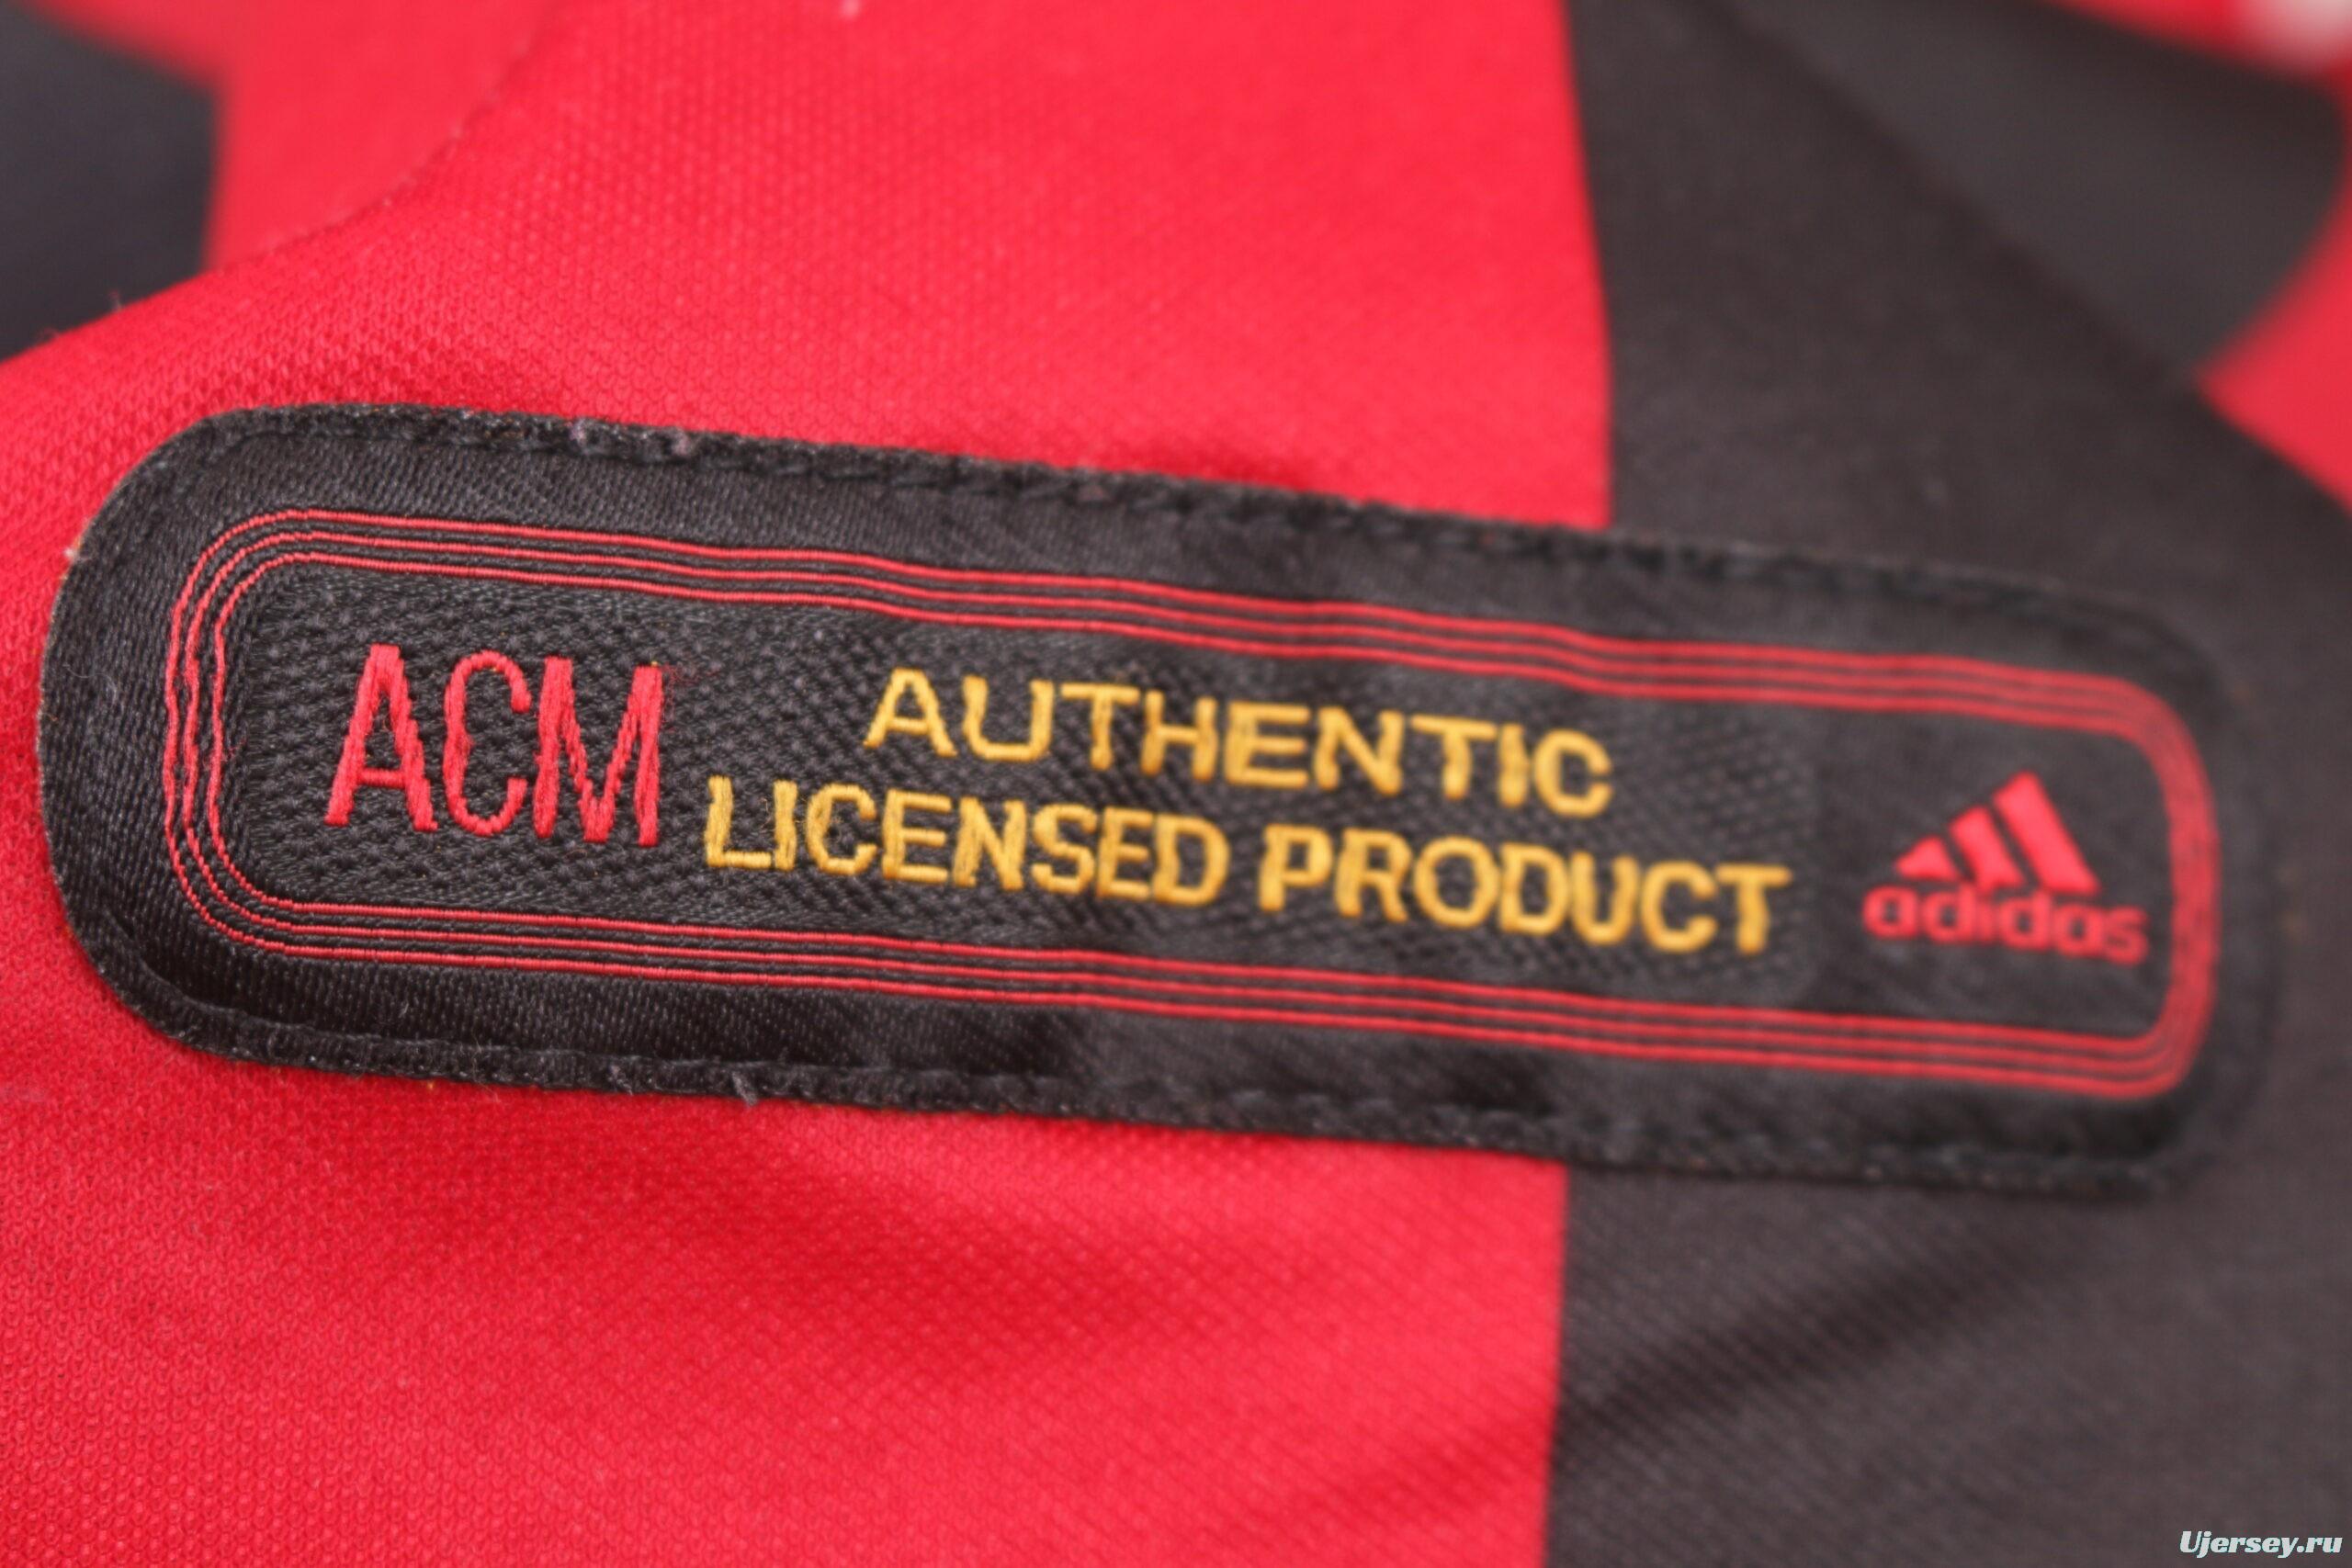 ACM
AUTHENTIC
LICENSED PRODUCT
adidas
Ujersey.ru